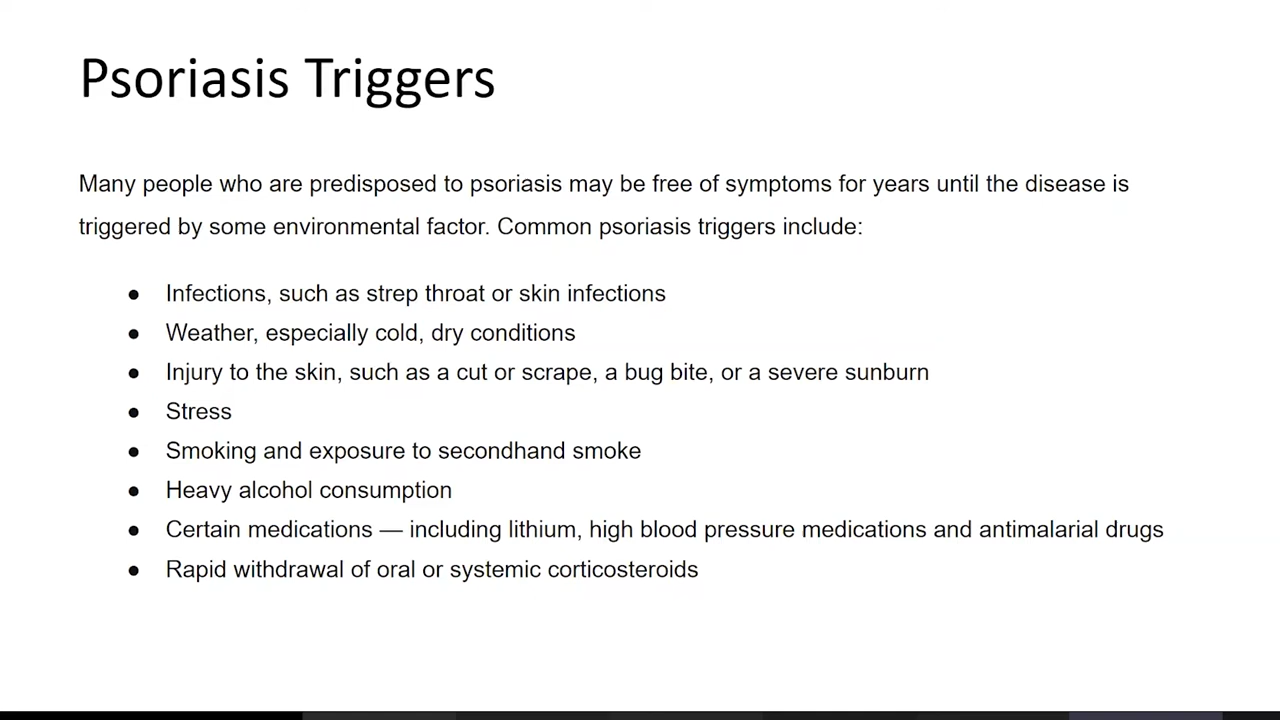 Psoriasis Triggers
Many people who are predisposed to psoriasis may be free of symptoms for years until the disease is
triggered by some environmental factor. Common psoriasis triggers include:
● Infections, such as strep throat or skin infections
● Weather, especially cold, dry conditions
● Injury to the skin, such as a cut or scrape, a bug bite, or a severe sunburn
● Stress
● Smoking and exposure to secondhand smoke
● Heavy alcohol consumption
● Certain medications — including lithium, high blood pressure medications and antimalarial drugs
● Rapid withdrawal of oral or systemic corticosteroids